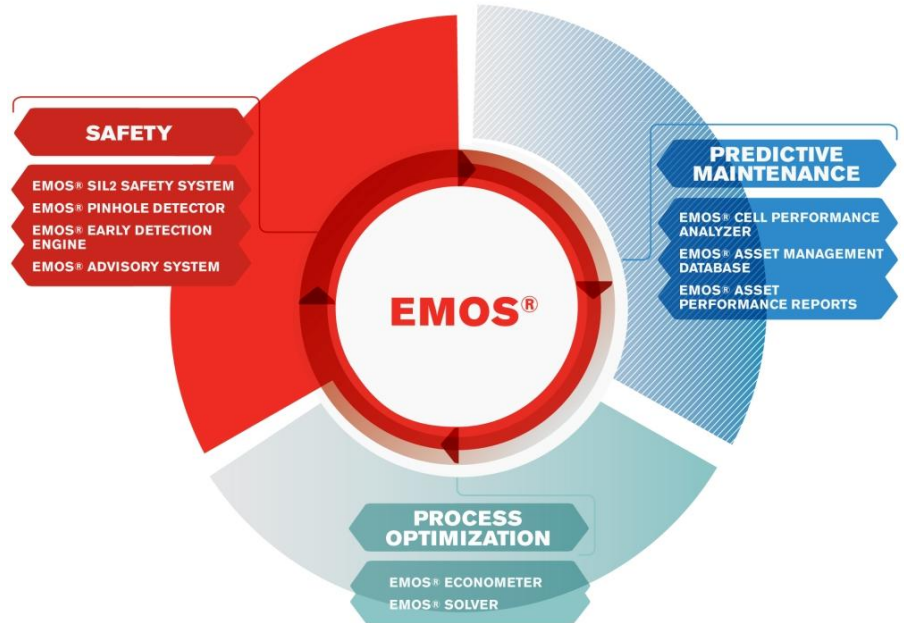 SAFETY
EMOS® SIL2 SAFETY SYSTEM
EMOS® PINHOLE DETECTOR
EMOS® EARLY DETECTION
ENGINE
EMOS® ADVISORY SYSTEM
PREDICTIVE
MAINTENANCE
EMOS® CELL PERFORMANCE
ANALYZER
EMOS® ASSET MANAGEMENT
DATABASE
EMOS® ASSET
PERFORMANCE REPORTS
EMOS®
PROCESS
OPTIMIZATION
EMOS® ECONOMETER
EMOS® SOLVER